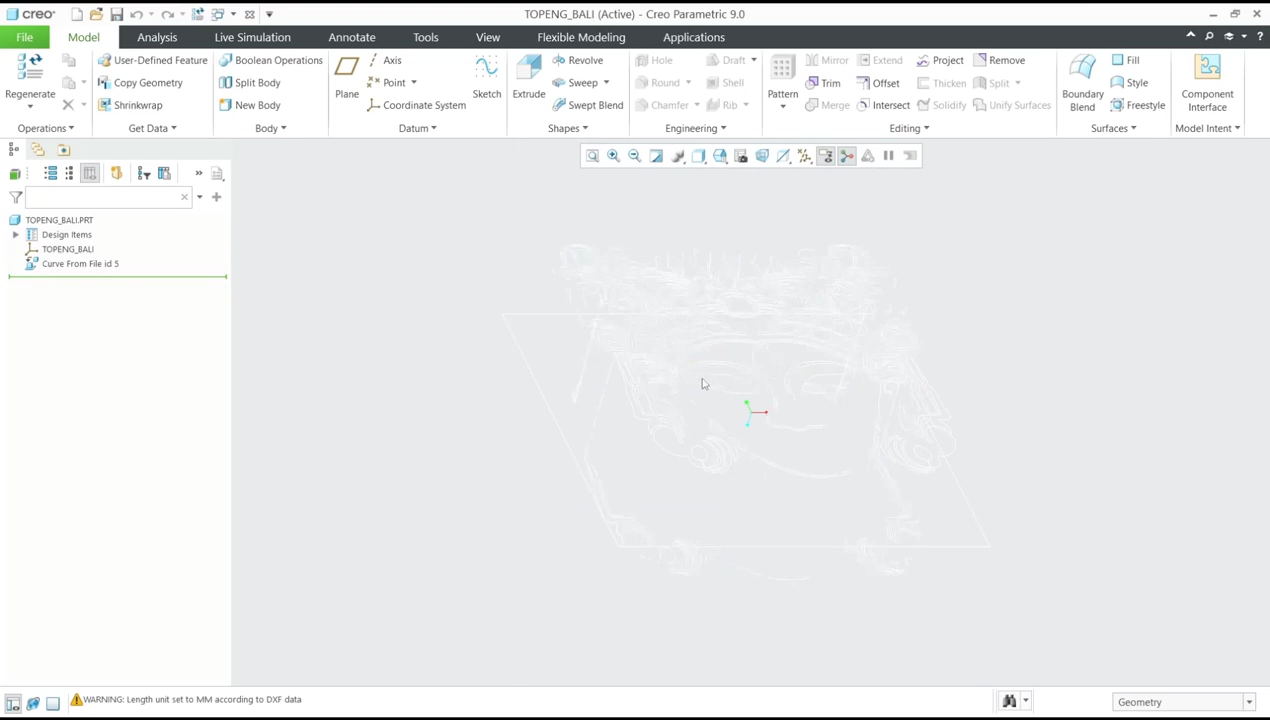 creo®
TOPENG_BALI (Active) - Creo Parametric 9.0
File Model Analysis Annotate Tools View Flexible Modeling Applications
Live Simulation
Regenerate
Operations
User-Defined Feature
Copy Geometry
Shrinkwrap
Get Data
Boolean Operations
Split Body
New Body
Body
Plane
Axis
Point
Coordinate System
Sketch
Datum
Extrude
Revolve
Sweep
Swept Blend
Shapes
Hole
Round
Chamfer
Draft
Shell
Rib
Engineering
Pattern
Mirror
Trim
Merge
Extend
Offset
Intersect
Project
Thicken
Solidify
Remove
Split
Unify Surfaces
Editing
Boundary
Blend
Fill
Style
Freestyle
Surfaces
Component
Interface
Model Intent
TOPENG_BALI.PRT
Design Items
TOPENG_BALI
Curve From File id 5
WARNING: Length unit set to MM according to DXF data
Geometry